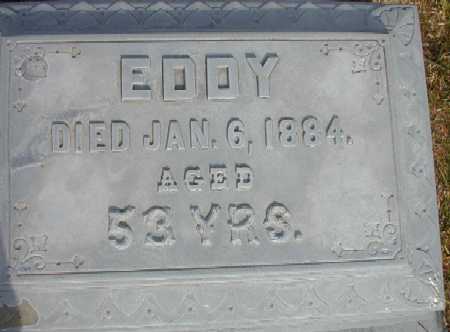 EDDY
DIED JAN. 6, 1884.
AGED
53 YRS.